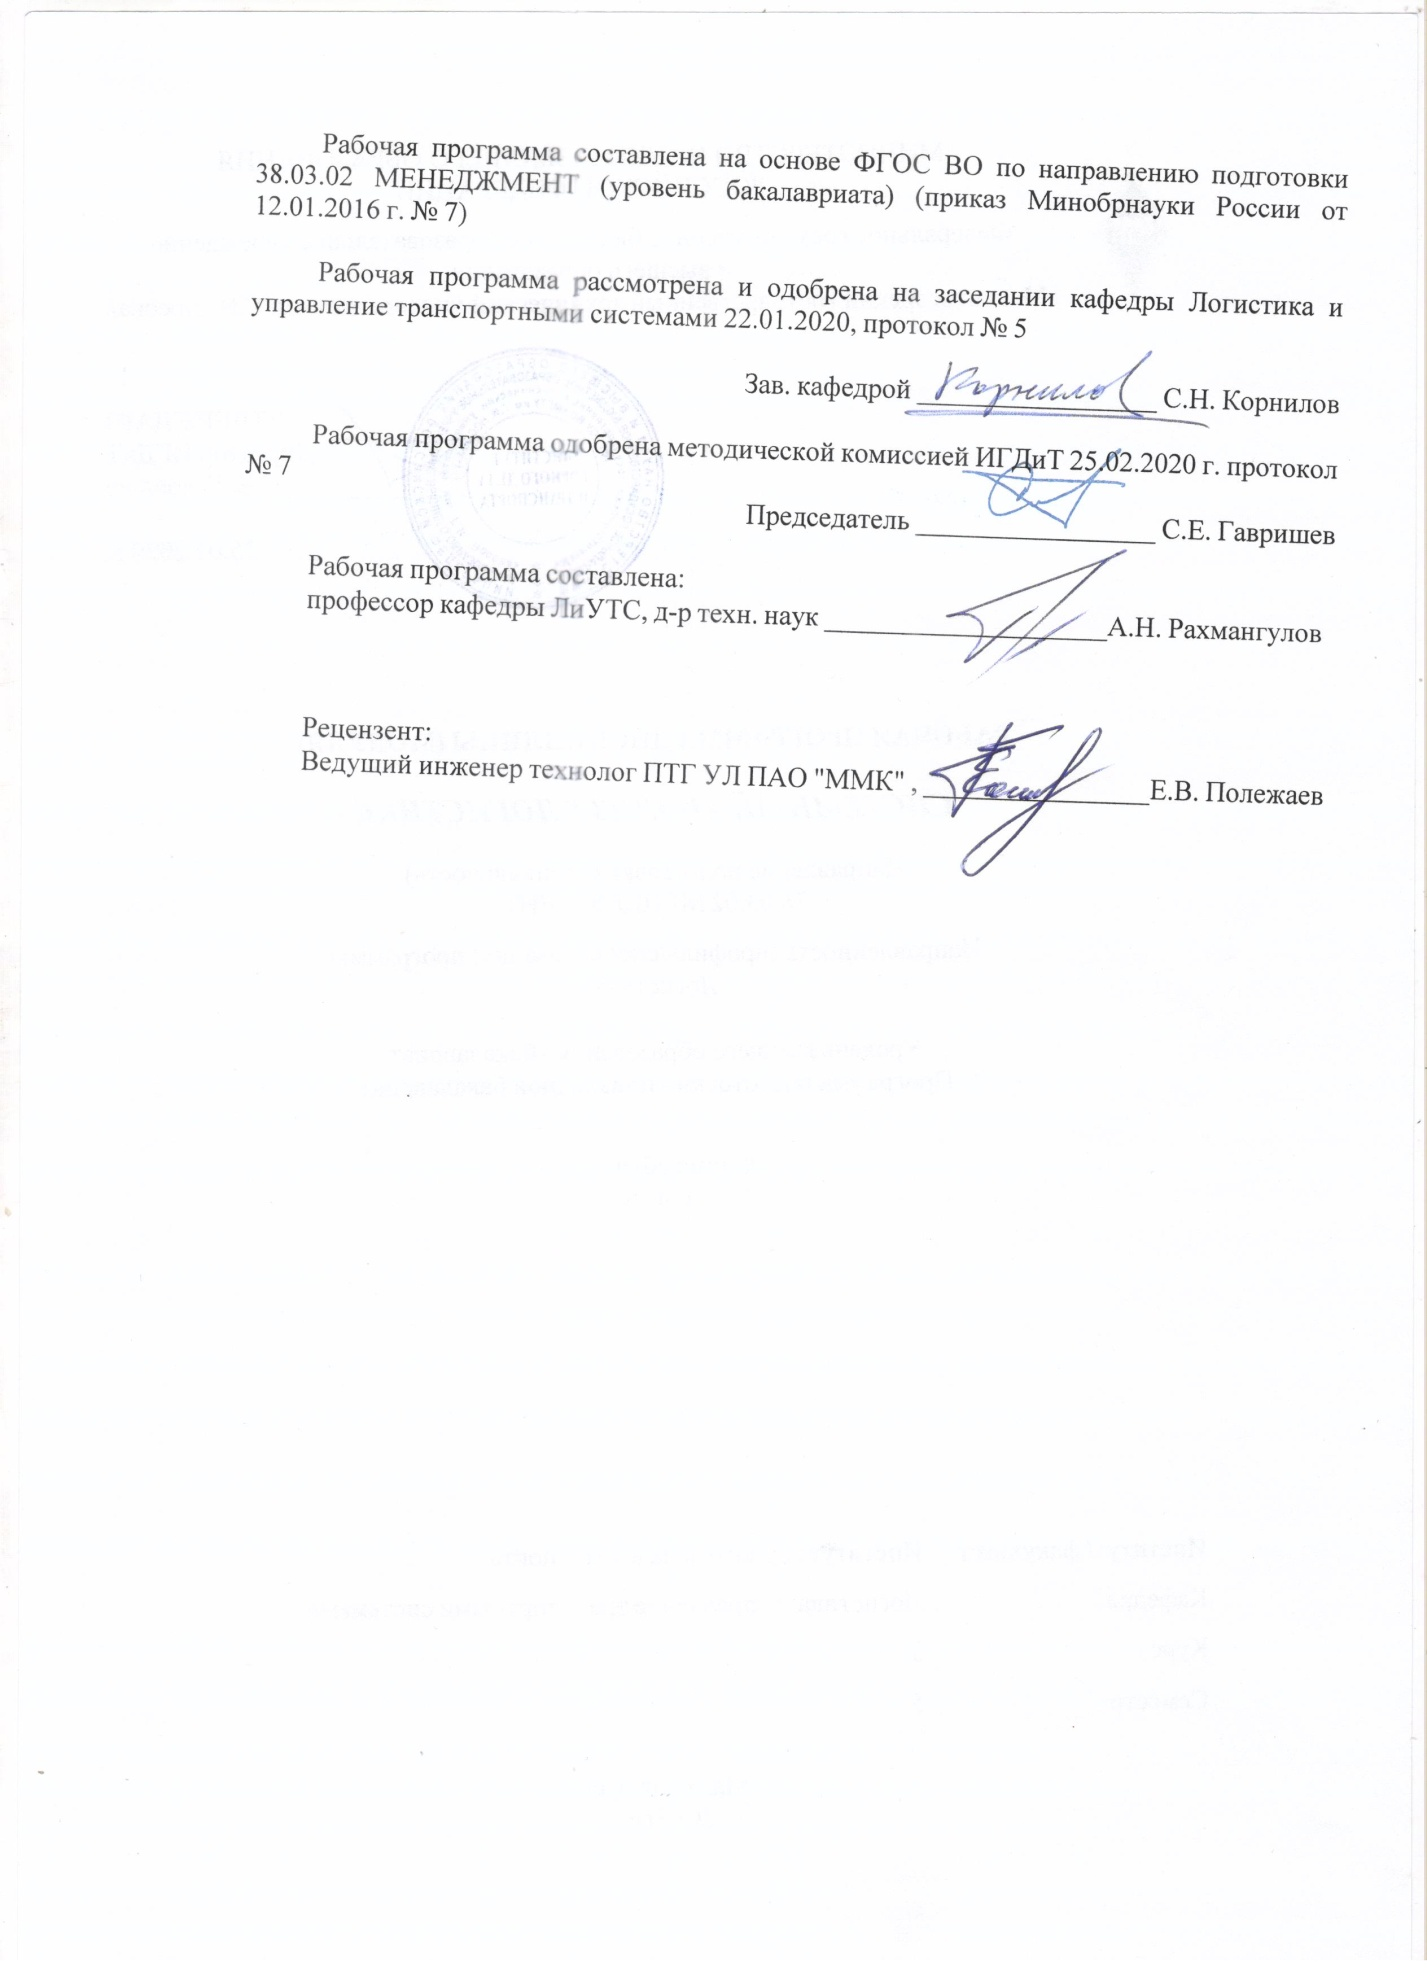 Рабочая программа составлена на основе ФГОС ВО по направлению подготовки
38.03.02 МЕНЕДЖМЕНТ (уровень бакалавриата) (приказ Минобрнауки России от
12.01.2016 г. № 7)
Рабочая программа рассмотрена и одобрена на заседании кафедры Логистика и
управление транспортными системами 22.01.2020, протокол № 5
Зав. кафедрой Корнилов С.Н. Корнилов
Рабочая программа одобрена методической комиссией ИГДиТ 25.02.2020 г. протокол
№ 7
Председатель С.Е. Гавришев
Рабочая программа составлена:
профессор кафедры ЛиУТС, д-р техн. наук А.Н. Рахмангулов
Рецензент:
Ведущий инженер технолог ПТГ УЛ ПАО "ММК" , Е.В. Полежаев